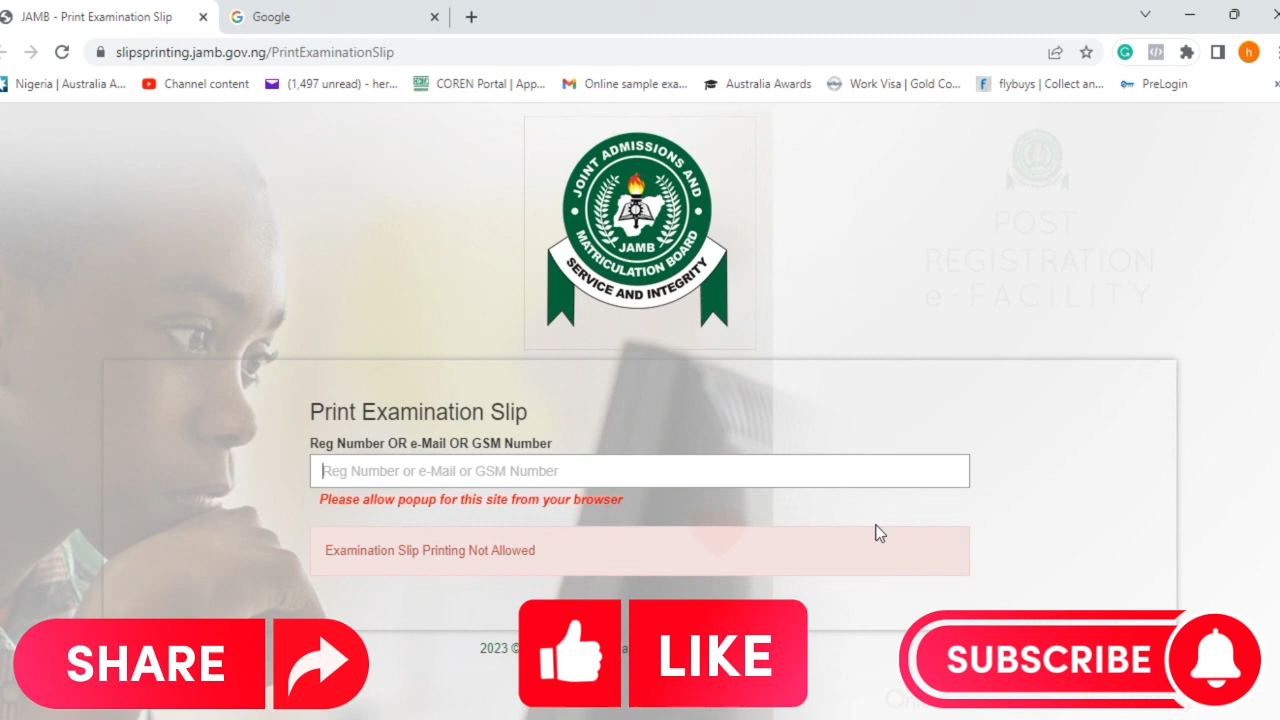 JAMB - Print Examination Slip
Google
slipsprinting.jamb.gov.ng/PrintExaminationSlip
h
Nigeria | Australia A...
Channel content
(1,497 unread) - her...
COREN Portal | App...
Online sample exa...
Australia Awards
Work Visa | Gold Co...
flybuys | Collect an...
PreLogin
JOINT ADMISSIONS AND
MATRICULATION BOARD
JAMB
SERVICE AND INTEGRITY
POST
REGISTRATION
e-FACILITY
Print Examination Slip
Reg Number OR e-Mail OR GSM Number
Reg Number or e-Mail or GSM Number
Please allow popup for this site from your browser
Examination Slip Printing Not Allowed
2023 ©
SHARE
LIKE
SUBSCRIBE